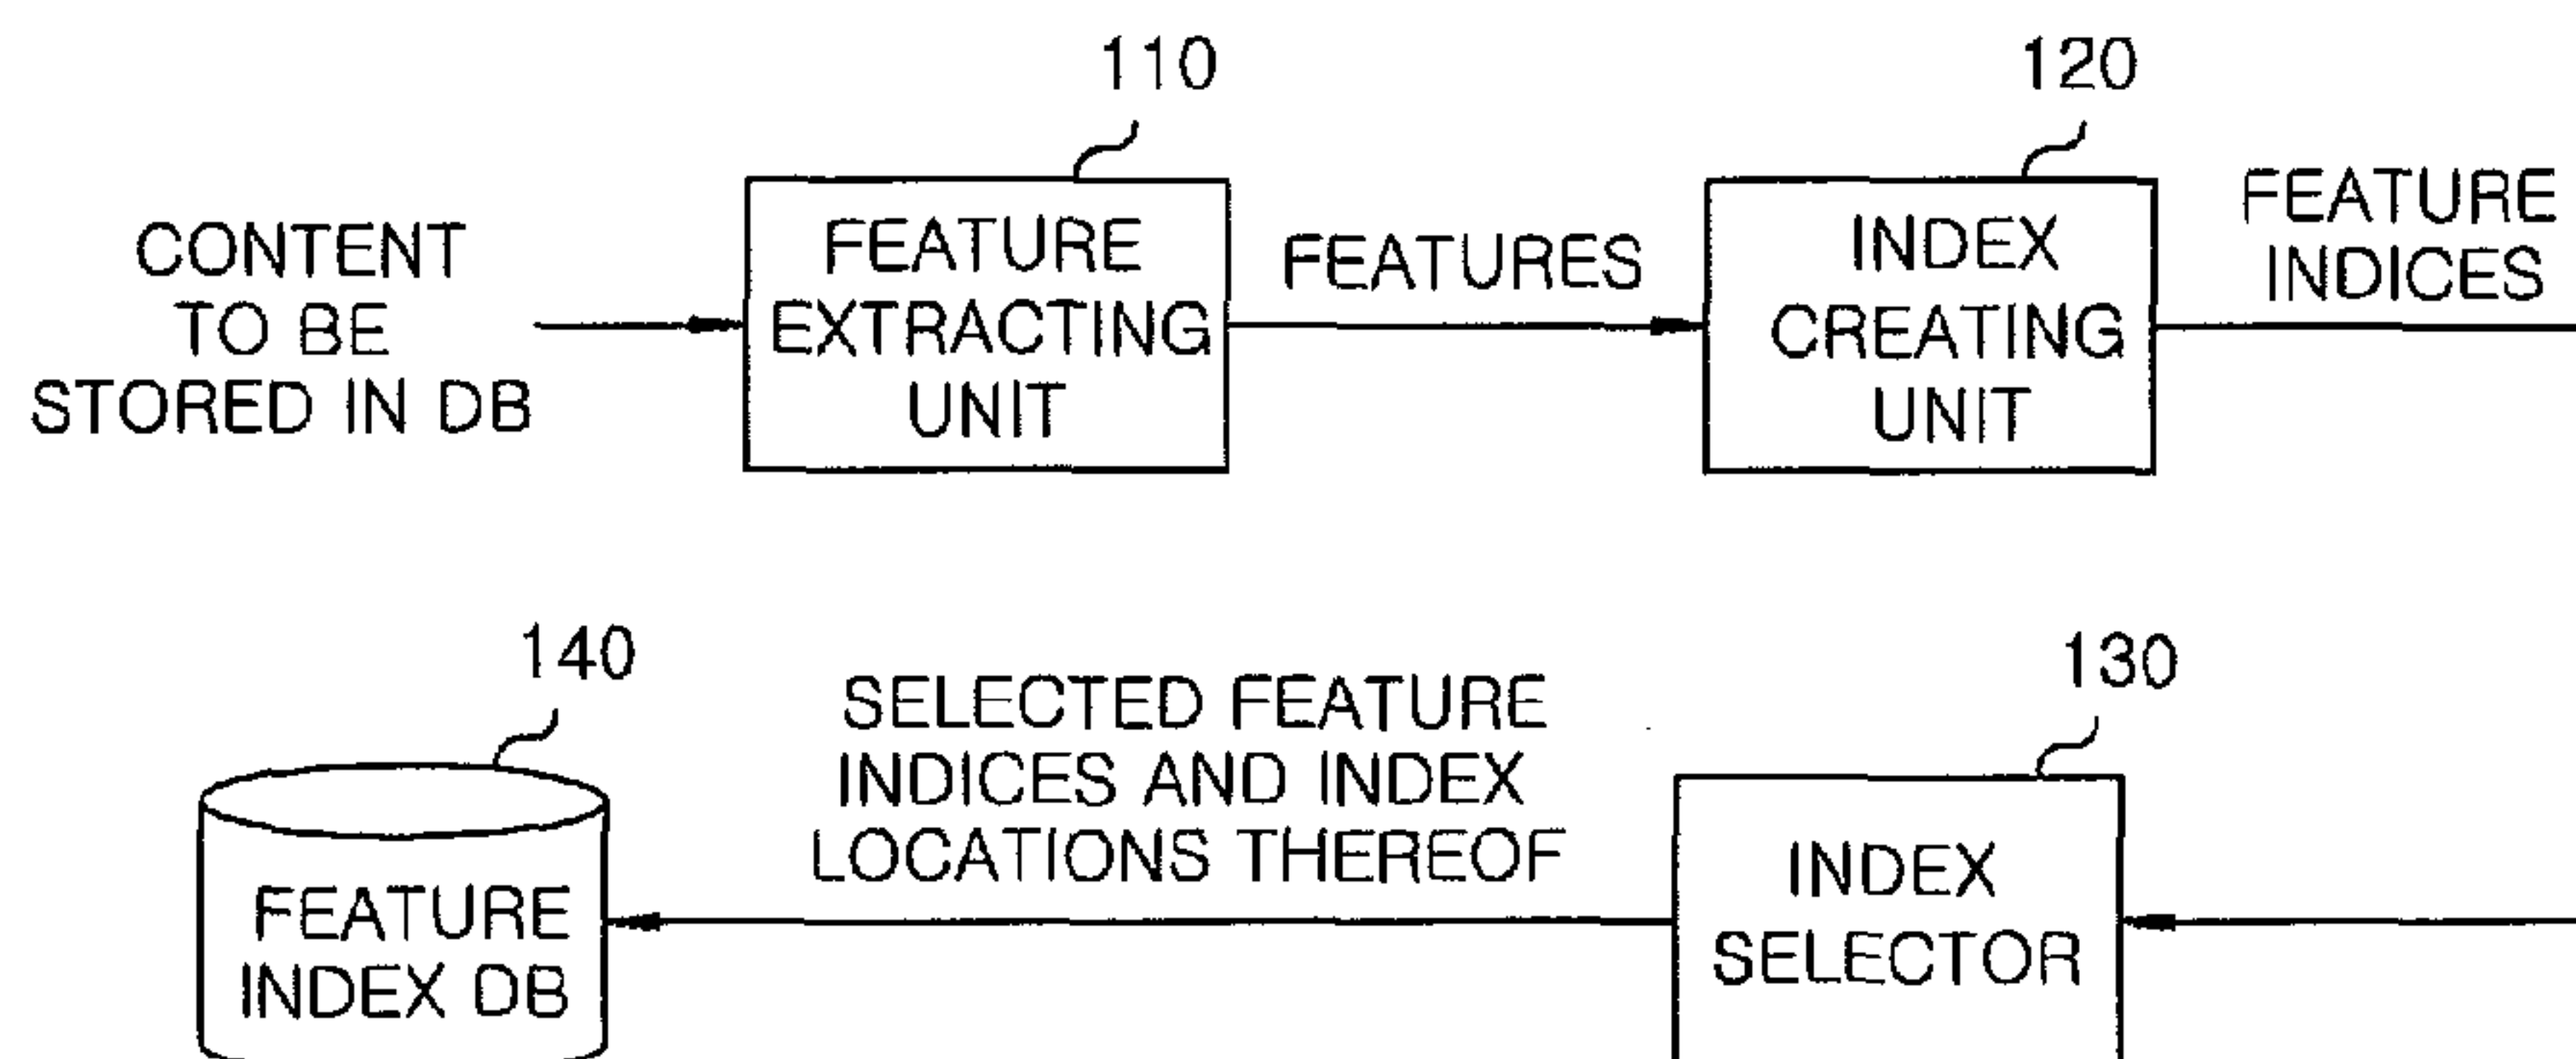 110
120
CONTENT
TO BE
STORED IN DB
FEATURE
EXTRACTING
UNIT
FEATURES
INDEX
CREATING
UNIT
FEATURE
INDICES
140
130
SELECTED FEATURE
INDICES AND INDEX
LOCATIONS THEREOF
FEATURE
INDEX DB
INDEX
SELECTOR